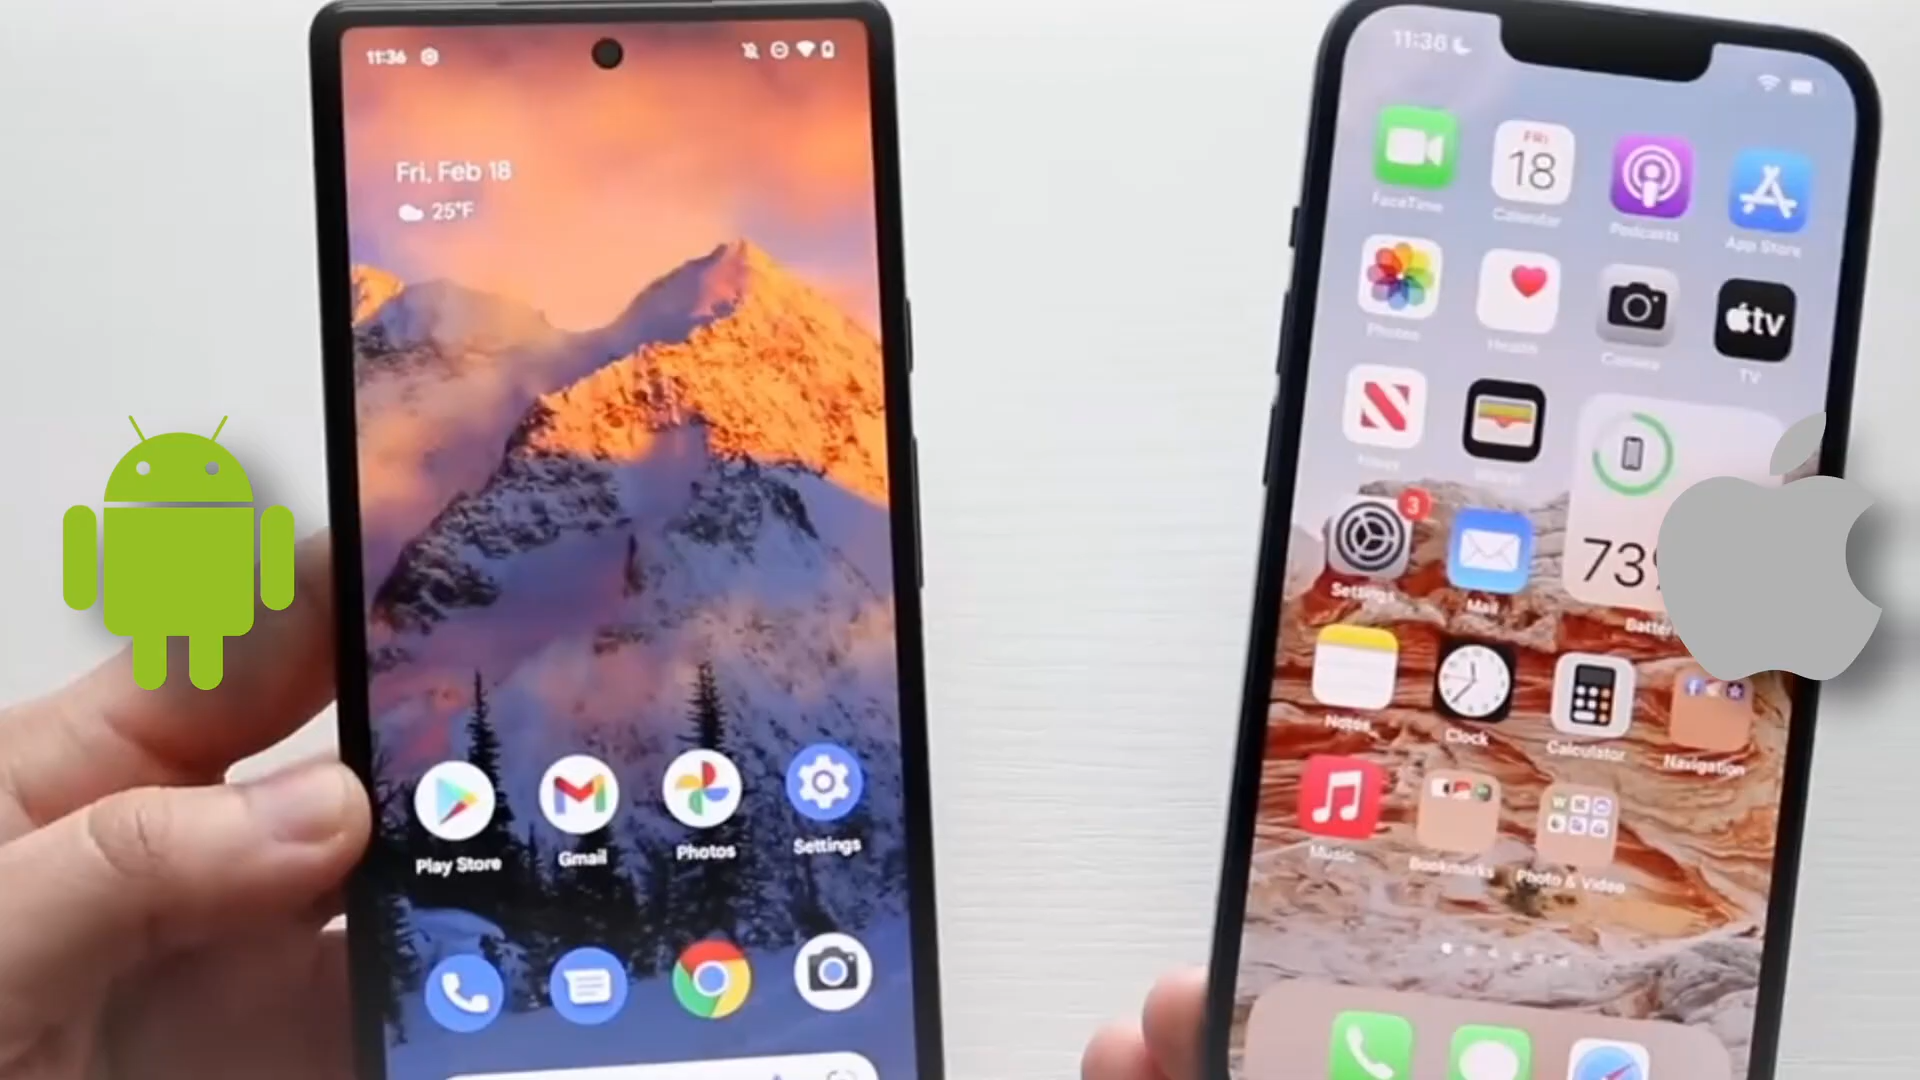 11:36
Fri, Feb 18
25°F
Play Store
Gmail
Photos
Settings
11:36
FaceTime
FRI
18
Calendar
Podcasts
App Store
Photos
Health
Camera
tv
TV
3
Settings
Mail
73
Notes
Clock
Calculator
Navigation
Music
Bookmarks
Photo & Video